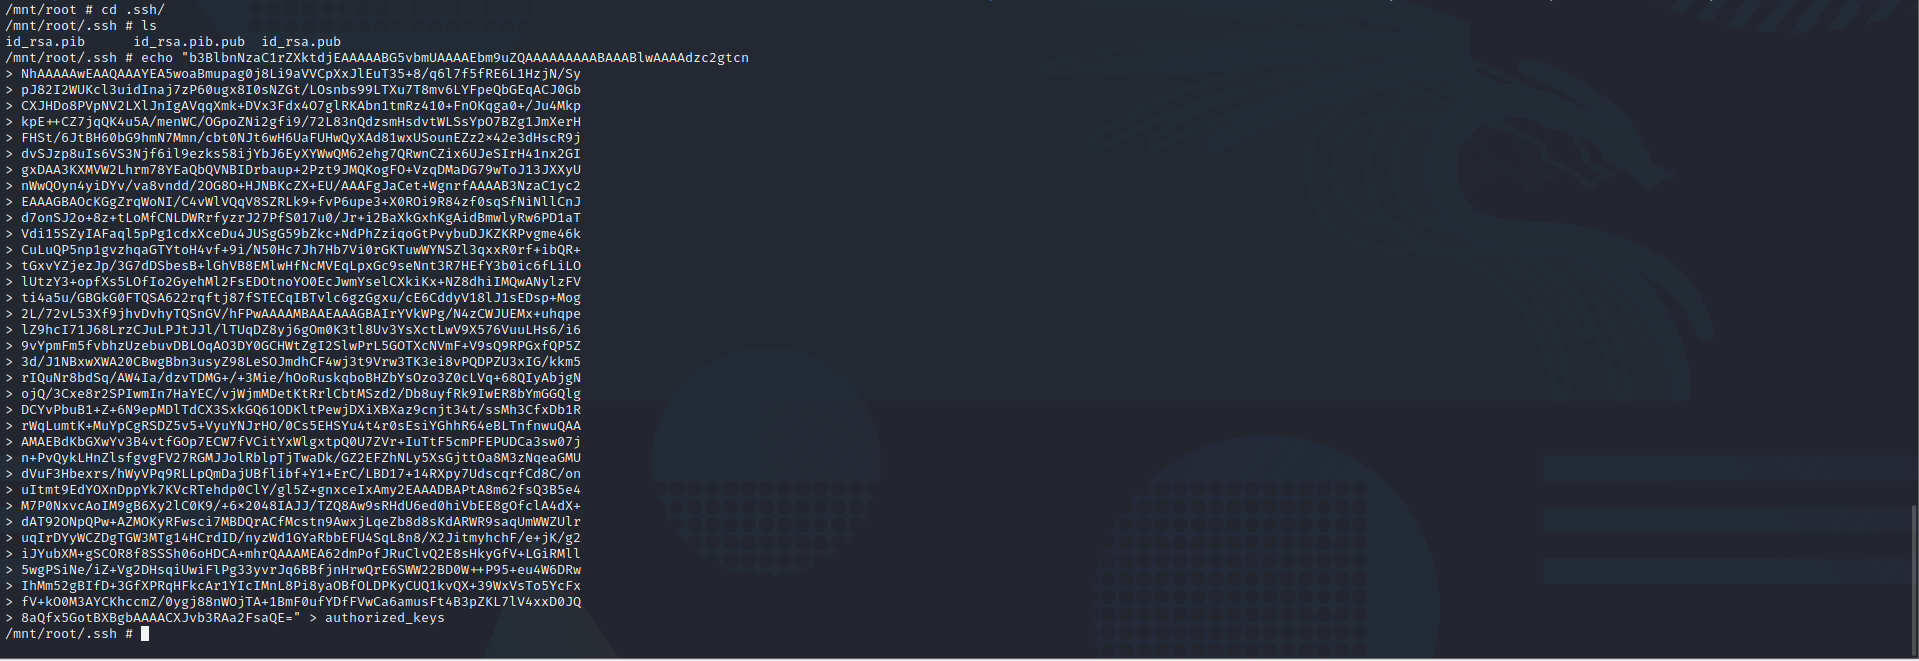 /mnt/root # cd .ssh/
/mnt/root/.ssh # ls
id_rsa.pib      id_rsa.pib.pub  id_rsa.pub
/mnt/root/.ssh # echo "b3BlbnNzaC1rZXktdjEAAAAABG5vbmUAAAAEbm9uZQAAAAAAAAABAAABlwAAAAdzc2gtcn
> NhAAAAAwEAAQAAAYEA5woaBmupag0j8Li9aVVCpXxJlEuT35+8/q6l7f5fRE6L1HzjN/Sy
> pJ82I2WUKcl3uidInaj7zP60ugx8I0sNZGt/LOsnbs99LTXu7T8mv6LYFpeQbGEqACJ0Gb
> CXJHDo8PVpNV2LXlJnIgAVqqXmk+DVx3Fdx4O7glRKAbn1tmRz410+FnOKqga0+/Ju4Mkp
> kpE++CZ7jqQK4u5A/menWC/OGpoZNi2gfi9/72L83nQdzsmHsdvtWLSsYpO7BZg1JmXerH
> FHSt/6JtBH60bG9hmN7Mmn/cbt0NJt6wH6UaFUHwQyXAd81wxUSounEZz2×42e3dHscR9j
> dvSJzp8uIs6VS3Njf6il9ezks58ijYbJ6EyXYWwQM62ehg7QRwnCZix6UJeSIrH41nx2GI
> gxDAA3KXMVW2Lhrm78YEaQbQVNBIDrbaup+2Pzt9JMQKogFO+VzqDMaDG79wToJ13JXXyU
> nWwQOyn4yiDYv/va8vndd/2OG8O+HJNBKcZX+EU/AAAFgJaCet+WgnrfAAAAB3NzaC1yc2
> EAAAGBAOcKGgZrqWoNI/C4vWlVQqV8SZRLk9+fvP6upe3+X0ROi9R84zf0sqSfNiNllCnJ
> d7onSJ2o+8z+tLoMfCNLDWRrfyzrJ27PfS017u0/Jr+i2BaXkGxhKgAidBmwlyRw6PD1aT
> Vdi15SZyIAFaql5pPg1cdxXceDu4JUSgG59bZkc+NdPhZziqoGtPvybuDJKZKRPvgme46k
> CuLuQP5np1gvzhqaGTYtoH4vf+9i/N50Hc7Jh7Hb7Vi0rGKTuwWYNSZl3qxxR0rf+ibQR+
> tGxvYZjezJp/3G7dDSbesB+lGhVB8EMlwHfNcMVEqLpxGc9seNnt3R7HEfY3b0ic6fLiLO
> lUtzY3+opfXs5LOfIo2GyehMl2FsEDOtnoYO0EcJwmYselCXkiKx+NZ8dhiIMQwANylzFV
> ti4a5u/GBGkG0FTQSA622rqftj87fSTECqIBTvlc6gzGgxu/cE6CddyV18lJ1sEDsp+Mog
> 2L/72vL53Xf9jhvDvhyTQSnGV/hFPwAAAAMBAAEAAAGBAIrYVkWPg/N4zCWJUEMx+uhqpe
> lZ9hcI71J68LrzCJuLPJtJJl/lTUqDZ8yj6gOm0K3tl8Uv3YsXctLwV9X576VuuLHs6/i6
> 9vYpmFm5fvbhzUzebuvDBLOqAO3DY0GCHWtZgI2SlwPrL5GOTXcNVmF+V9sQ9RPGxfQP5Z
> 3d/J1NBxwXWA20CBwgBbn3usyZ98LeSOJmdhCF4wj3t9Vrw3TK3ei8vPQDPZU3xIG/kkm5
> rIQuNr8bdSq/AW4Ia/dzvTDMG+/+3Mie/hOoRuskqboBHZbYsOzo3Z0cLVq+68QIyAbjgN
> ojQ/3Cxe8r2SPIwmIn7HaYEC/vjWjmMDetKtRrlCbtMSzd2/Db8uyfRk9IwER8bYmGGQlg
> DCYvPbuB1+Z+6N9epMDlTdCX3SxkGQ61ODKltPewjDXiXBXaz9cnjt34t/ssMh3CfxDb1R
> rWqLumtK+MuYpCgRSDZ5v5+VyuYNJrHO/0Cs5EHSYu4t4r0sEsiYGhhR64eBLTnfnwuQAA
> AMAEBdKbGXwYv3B4vtfGOp7ECW7fVCitYxWlgxtpQ0U7ZVr+IuTtF5cmPFEPUDCa3sw07j
> n+PvQykLHnZlsfgvgFV27RGMJJolRblpTjTwaDk/GZ2EFZhNLy5XsGjttOa8M3zNqeaGMU
> dVuF3Hbexrs/hWyVPq9RLLpQmDajUBflibf+Y1+ErC/LBD17+14RXpy7UdscqrfCd8C/on
> uItmt9EdYOXnDppYk7KVcRTehdp0ClY/gl5Z+gnxceIxAmy2EAAADBAPtA8m62fsQ3B5e4
> M7P0NxvcAoIM9gB6Xy2lC0K9/+6×2048IAJJ/TZQ8Aw9sRHdU6ed0hiVbEE8gOfclA4dX+
> dAT92ONpQPw+AZMOKyRFwsci7MBDQrACfMcstn9AwxjLqeZb8d8sKdARWR9saqUmWWZUlr
> uqIrDYyWCZDgTGW3MTg14HCrdID/nyzWd1GYaRbbEFU4SqL8n8/X2JitmyhchF/e+jK/g2
> iJYubXM+gSCOR8f8SSSh06oHDCA+mhrQAAAMEA62dmPofJRuClvQ2E8sHkyGfV+LGiRMll
> 5wgPSiNe/iZ+Vg2DHsqiUwiFlPg33yvrJq6BBfjnHrwQrE6SWW22BD0W++P95+eu4W6DRw
> IhMm52gBIfD+3GfXPRqHFkcAr1YIcIMnL8Pi8yaOBfOLDPKyCUQ1kvQX+39WxVsTo5YcFx
> fV+kO0M3AYCKhccmZ/0ygj88nWOjTA+1BmF0ufYDfFVwCa6amusFt4B3pZKL7lV4xxD0JQ
> 8aQfx5GotBXBgbAAAACXJvb3RAa2FsaQE=" > authorized_keys
/mnt/root/.ssh #